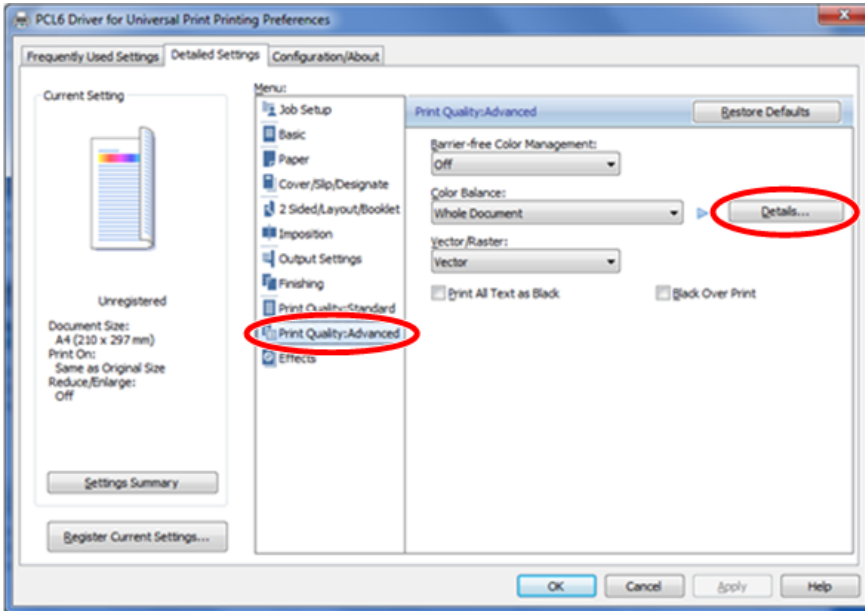 PCL6 Driver for Universal Print Printing Preferences
Frequently Used Settings
Detailed Settings
Configuration/About
Current Setting
Unregistered
Document Size:
A4 (210 x 297 mm)
Print On:
Same as Original Size
Reduce/Enlarge:
Off
Settings Summary
Register Current Settings...
Menu:
Job Setup
Basic
Paper
Cover/Slip/Designate
2 Sided/Layout/Booklet
Imposition
Output Settings
Finishing
Print Quality:Standard
Print Quality:Advanced
Effects
Print Quality:Advanced
Restore Defaults
Barrier-free Color Management:
Off
Color Balance:
Whole Document
Details...
Vector/Raster:
Vector
Print All Text as Black
Black Over Print
OK
Cancel
Apply
Help